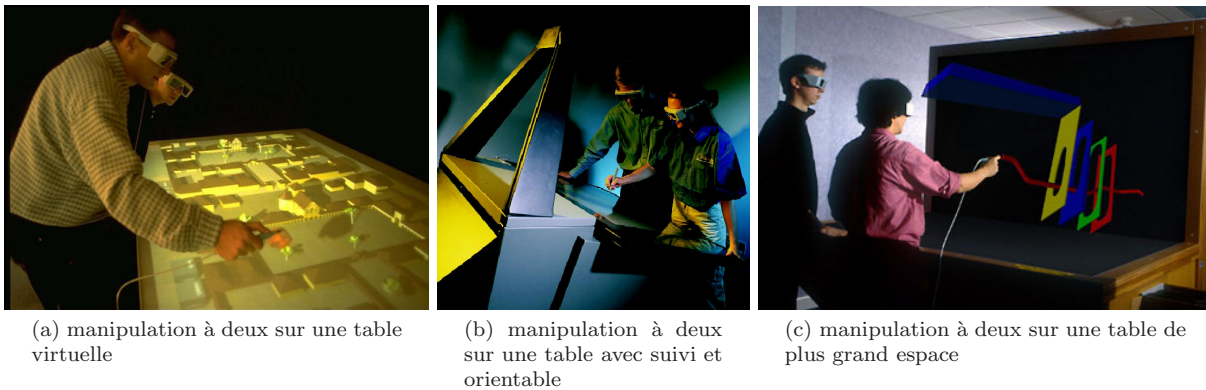 (a) manipulation à deux sur une table
virtuelle
(b) manipulation à deux
sur une table avec suivi et
orientable
(c) manipulation à deux sur une table de
plus grand espace